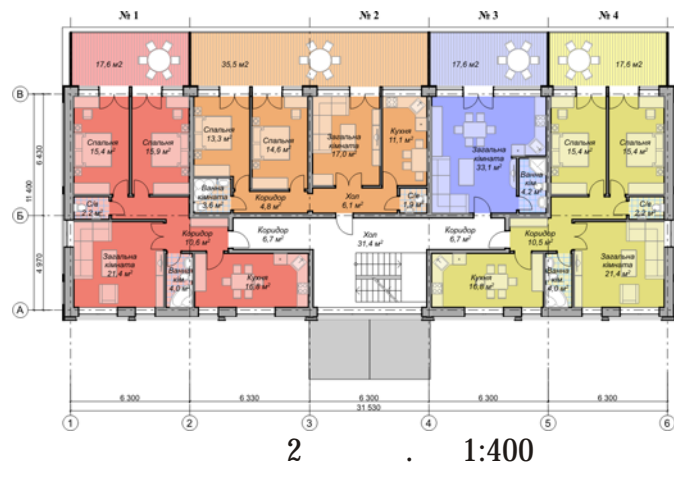 № 1 № 2 № 3 № 4
17,6 м2 35,5 м2 17,6 м2 17,6 м2
В
Спальня
15,4 м²
Спальня
15,9 м²
Спальня
13,3 м²
Спальня
14,6 м²
Загальна
кімната
17,0 м²
Кухня
11,1 м²
Загальна
кімната
33,1 м²
Ванна
кім.
4,2 м²
Спальня
15,4 м²
Спальня
15,4 м²
6 430
11 400
С/в
2,2 м²
Ванна
кімната
3,6 м²
Коридор
4,8 м²
Хол
6,1 м²
С/в
1,9 м²
С/в
2,2 м²
Б
Коридор
10,6 м²
Коридор
6,7 м²
Хол
31,4 м²
Коридор
6,7 м²
Коридор
10,5 м²
4 970
Загальна
кімната
21,4 м²
Ванна
кім.
4,0 м²
Кухня
16,8 м²
Кухня
16,6 м²
Ванна
кім.
4,0 м²
Загальна
кімната
21,4 м²
А
6 300 6 330 6 300 6 300 6 300
31 530
1 2 3 4 5 6
2 . 1:400